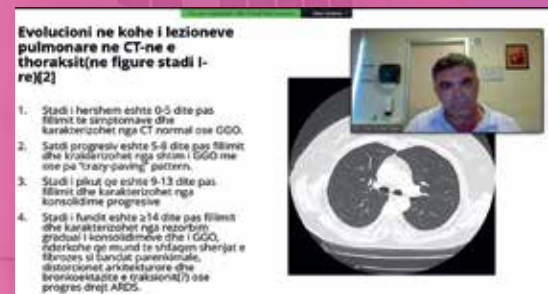 Evolucioni ne kohe i lezioneve
pulmonare ne CT-ne e
thoraksit(ne figure stadi I-
re)[2]
1. Stadi i hershem eshte 0-5 dite pas
fillimit te simptomave dhe
karakterizohet nga CT normal ose GGO.
2. Satdi progresiv eshte 5-8 dite pas fillimit
dhe krakterizohet nga shtim i GGO me
ose pa "crazy-paving" pattern.
3. Stadi i pikut qe eshte 9-13 dite pas
fillimit dhe karakterizohet nga
konsolidime progresive
4. Stadi i fundit eshte ≥14 dite pas fillimit
dhe karakterizohet nga rezorbim
gradual i konsolidimeve dhe i GGO,
nderkohe qe mund te shfaqen shenjat e
fibrozes si bandat parenkimale,
distorcionet arkitekturore dhe
bronkoektazite e traksionit(?) ose
progres drejt ARDS.